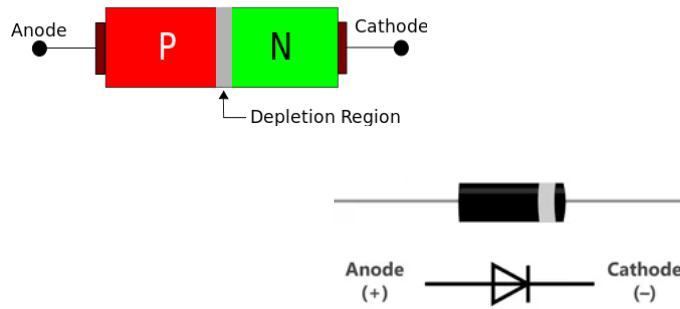 Anode
Cathode
P
N
Depletion Region
Anode
(+)
Cathode
(−)